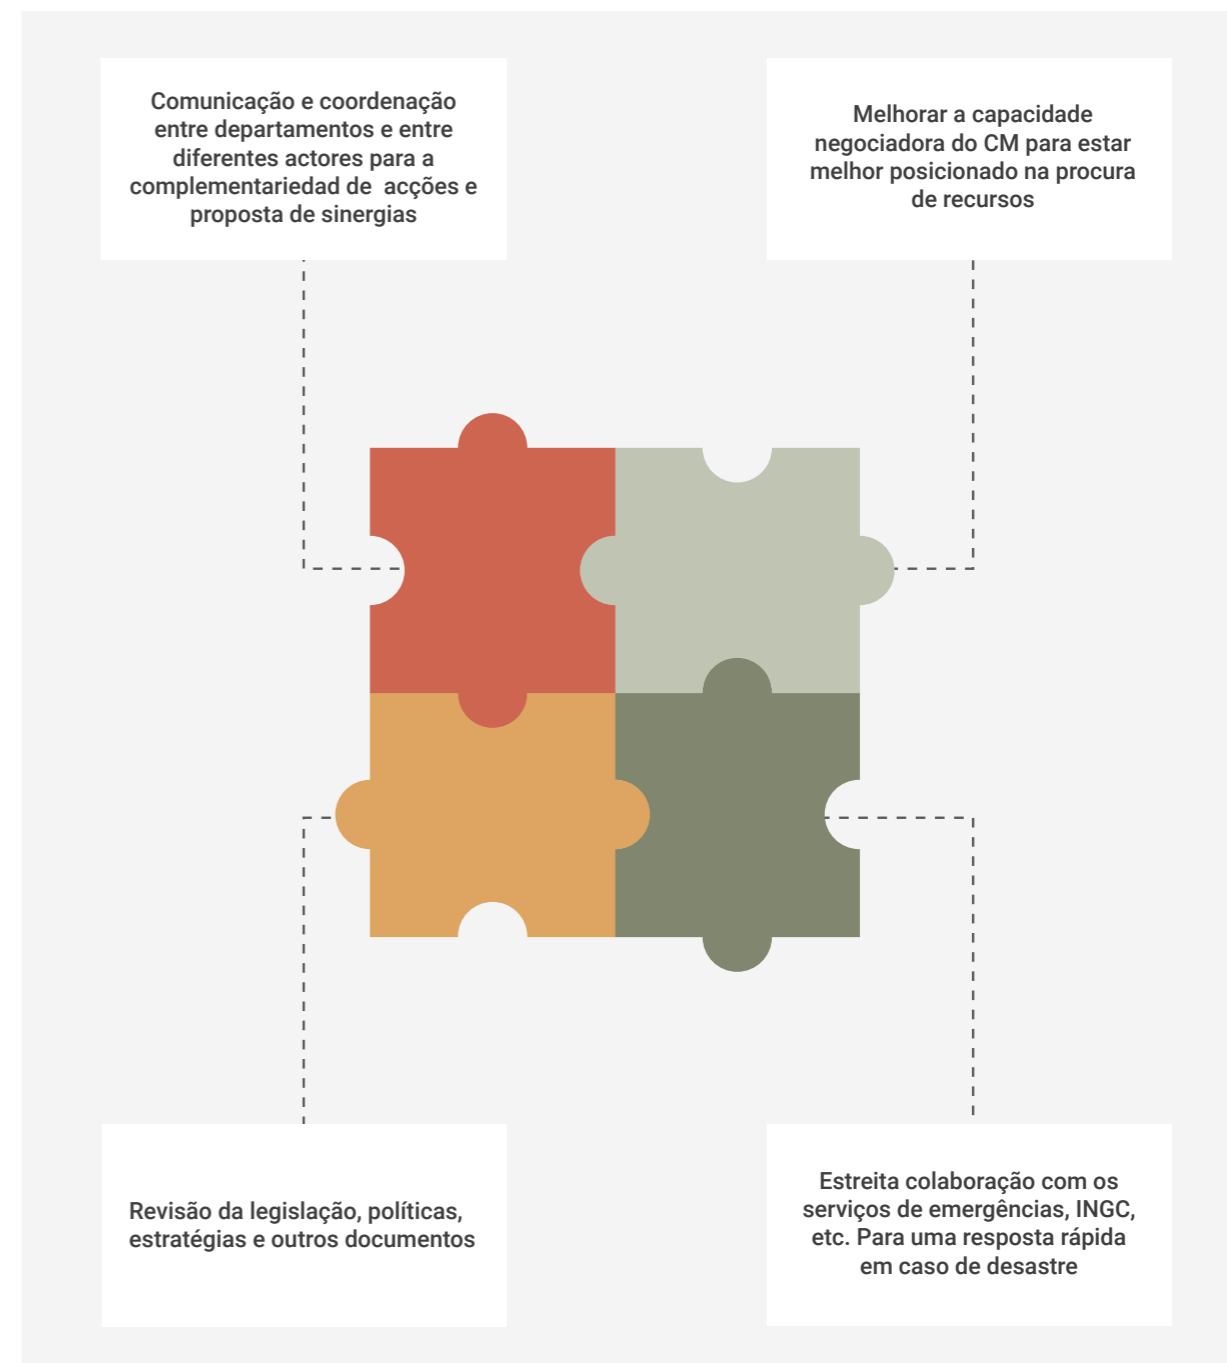 Comunicação e coordenação
entre departamentos e entre
diferentes actores para a
complementariedad de acções e
proposta de sinergias
Melhorar a capacidade
negociadora do CM para estar
melhor posicionado na procura
de recursos
Revisão da legislação, políticas,
estratégias e outros documentos
Estreita colaboração com os
serviços de emergências, INGC,
etc. Para uma resposta rápida
em caso de desastre